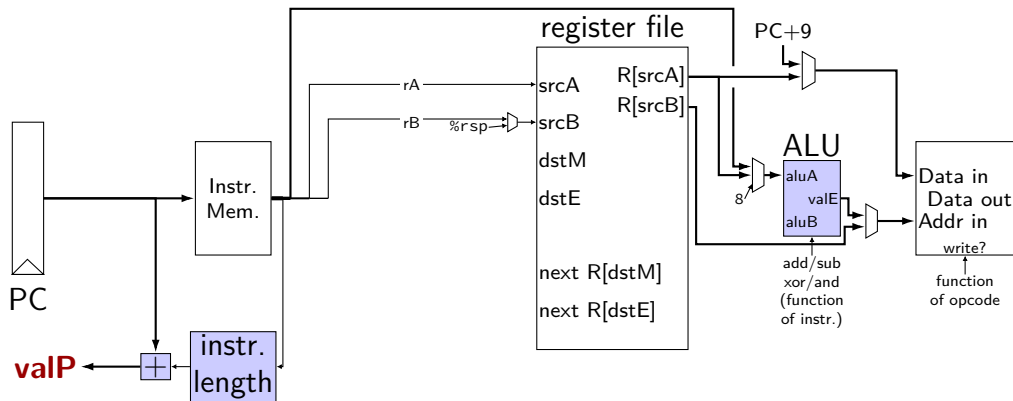 register file
PC+9
rA
srcA
R[srcA]
R[srcB]
rB
%rsp
srcB
Instr.
Mem.
dstM
dstE
ALU
aluA
valE
aluB
8
Data in
Data out
Addr in
write?
add/sub
xor/and
(function
of instr.)
function
of opcode
next R[dstM]
next R[dstE]
PC
valP
+
instr.
length